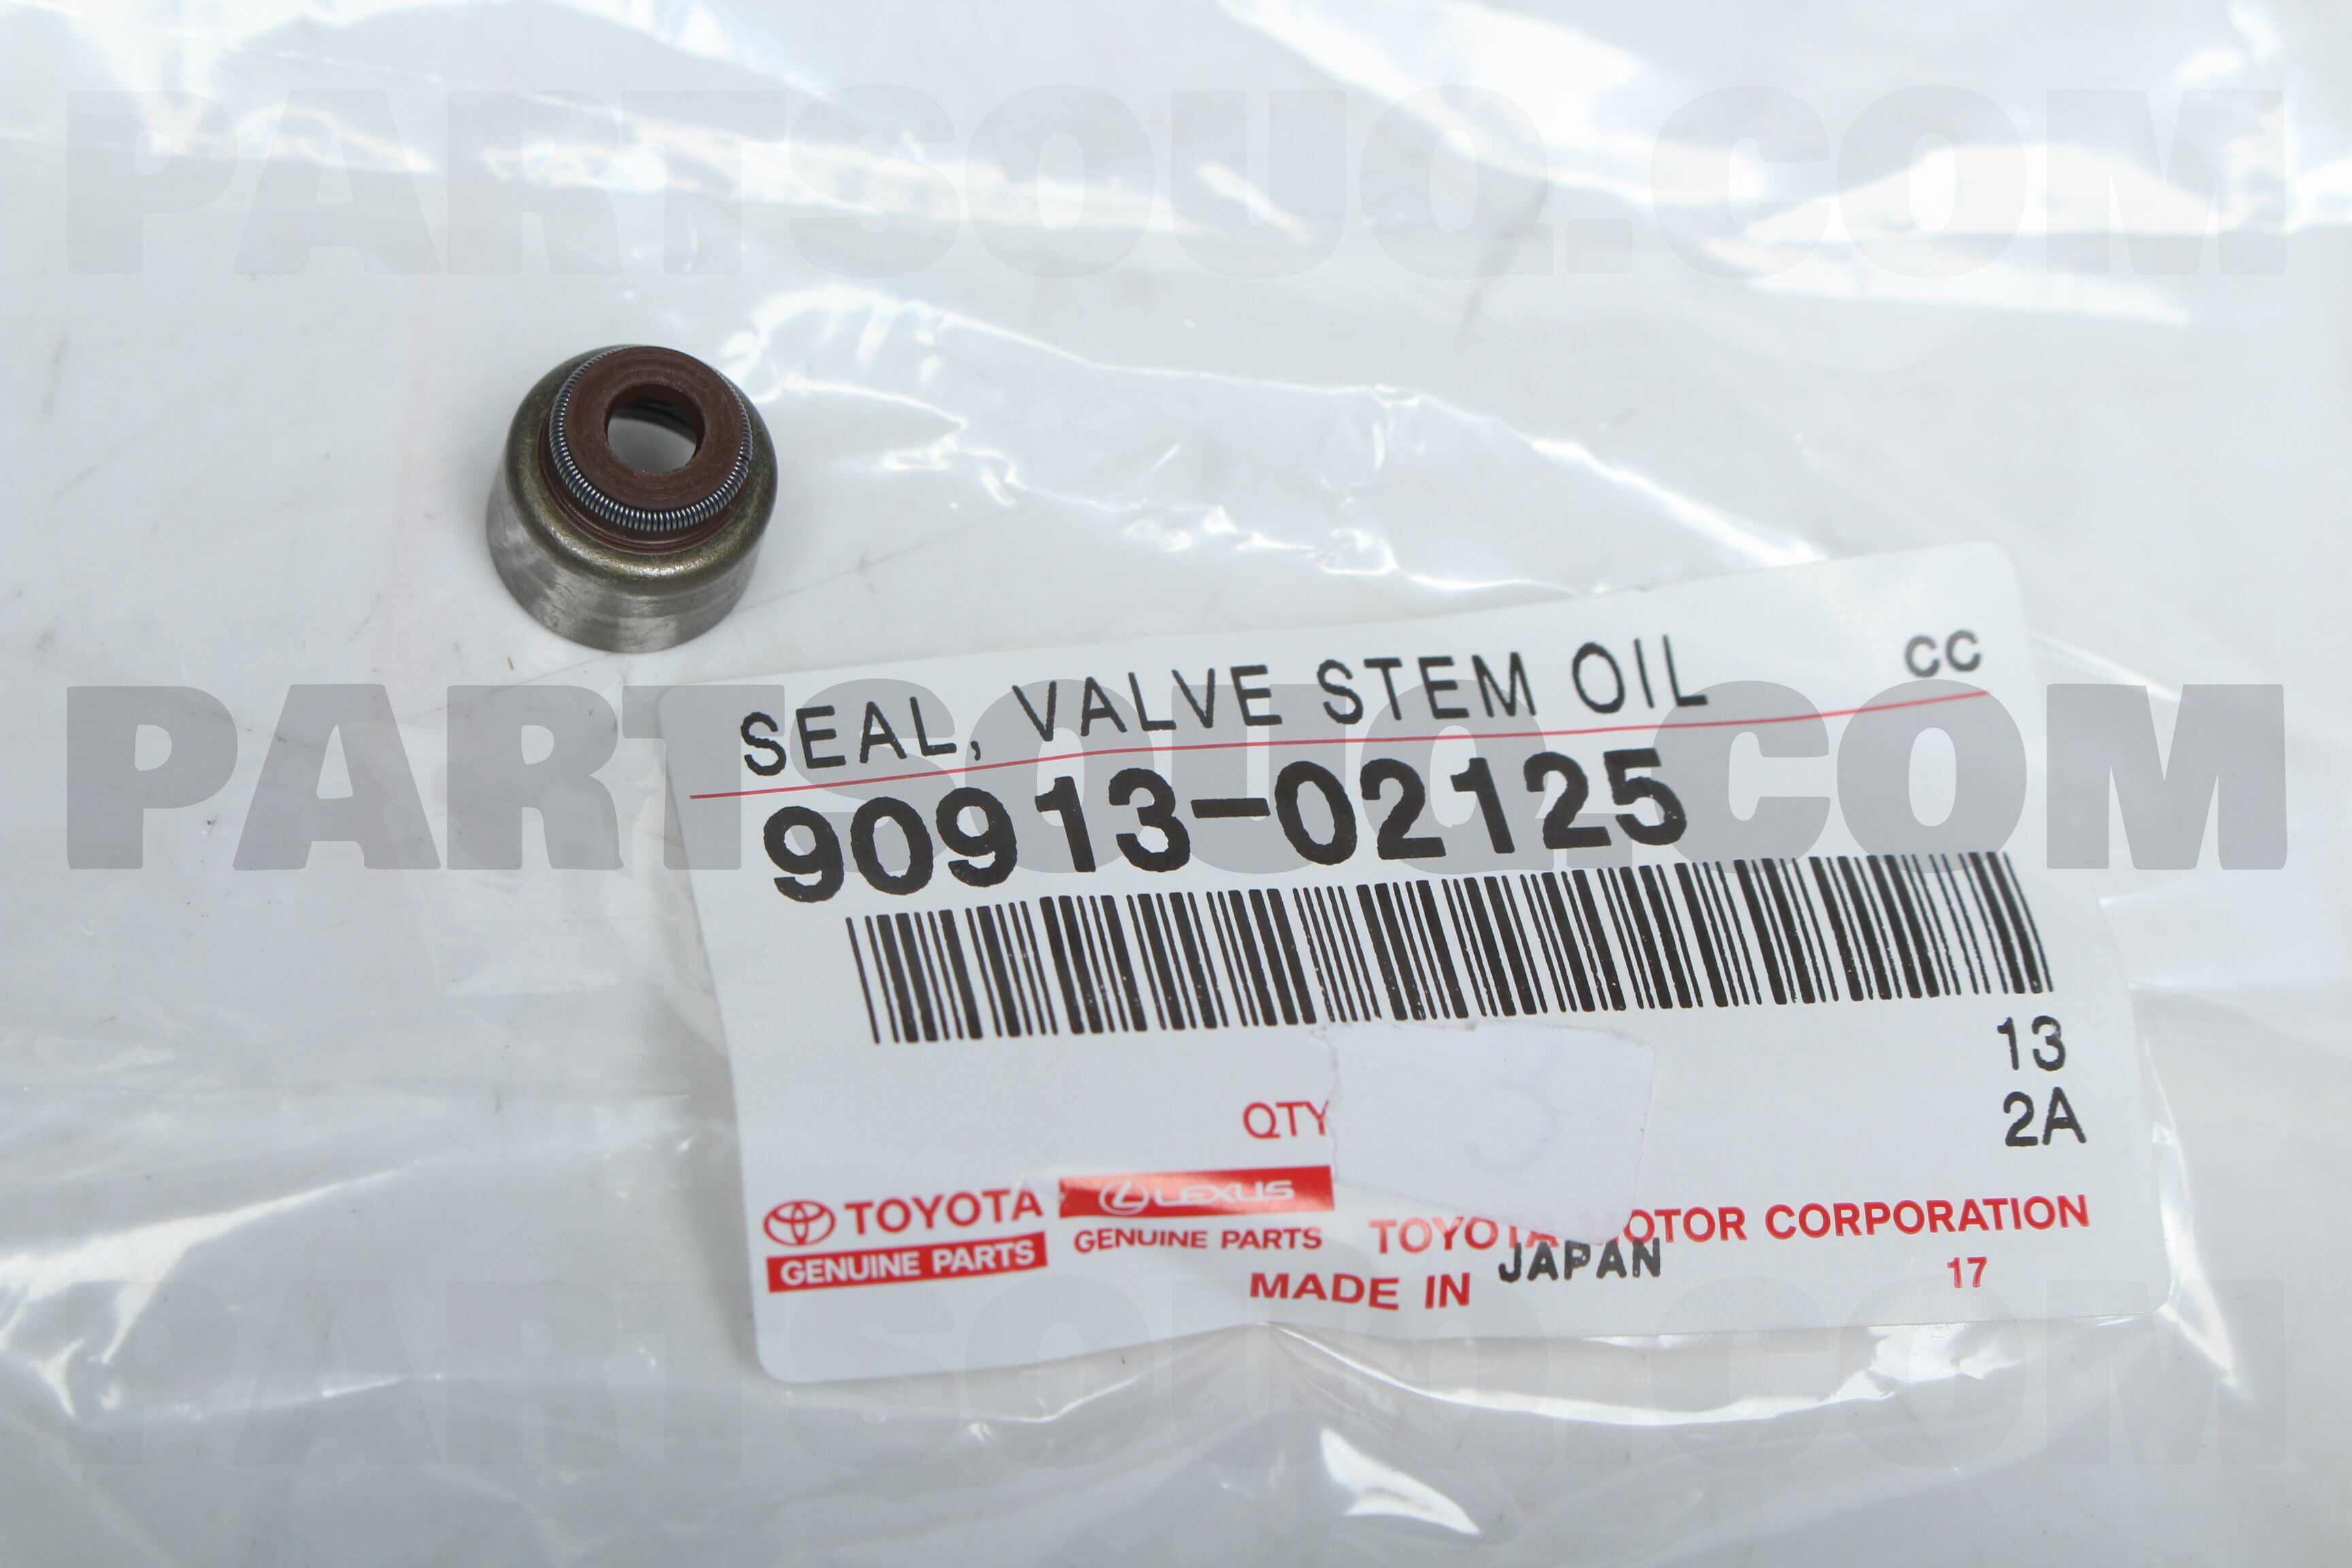 PARTSOUQ.COM
PARTSOUQ.COM
SEAL, VALVE STEM OIL CC
90913-02125
13
QTY
2A
TOYOTA LEXUS
GENUINE PARTS GENUINE PARTS
TOYOTA MOTOR CORPORATION
MADE IN JAPAN 17
PARTSOUQ.COM